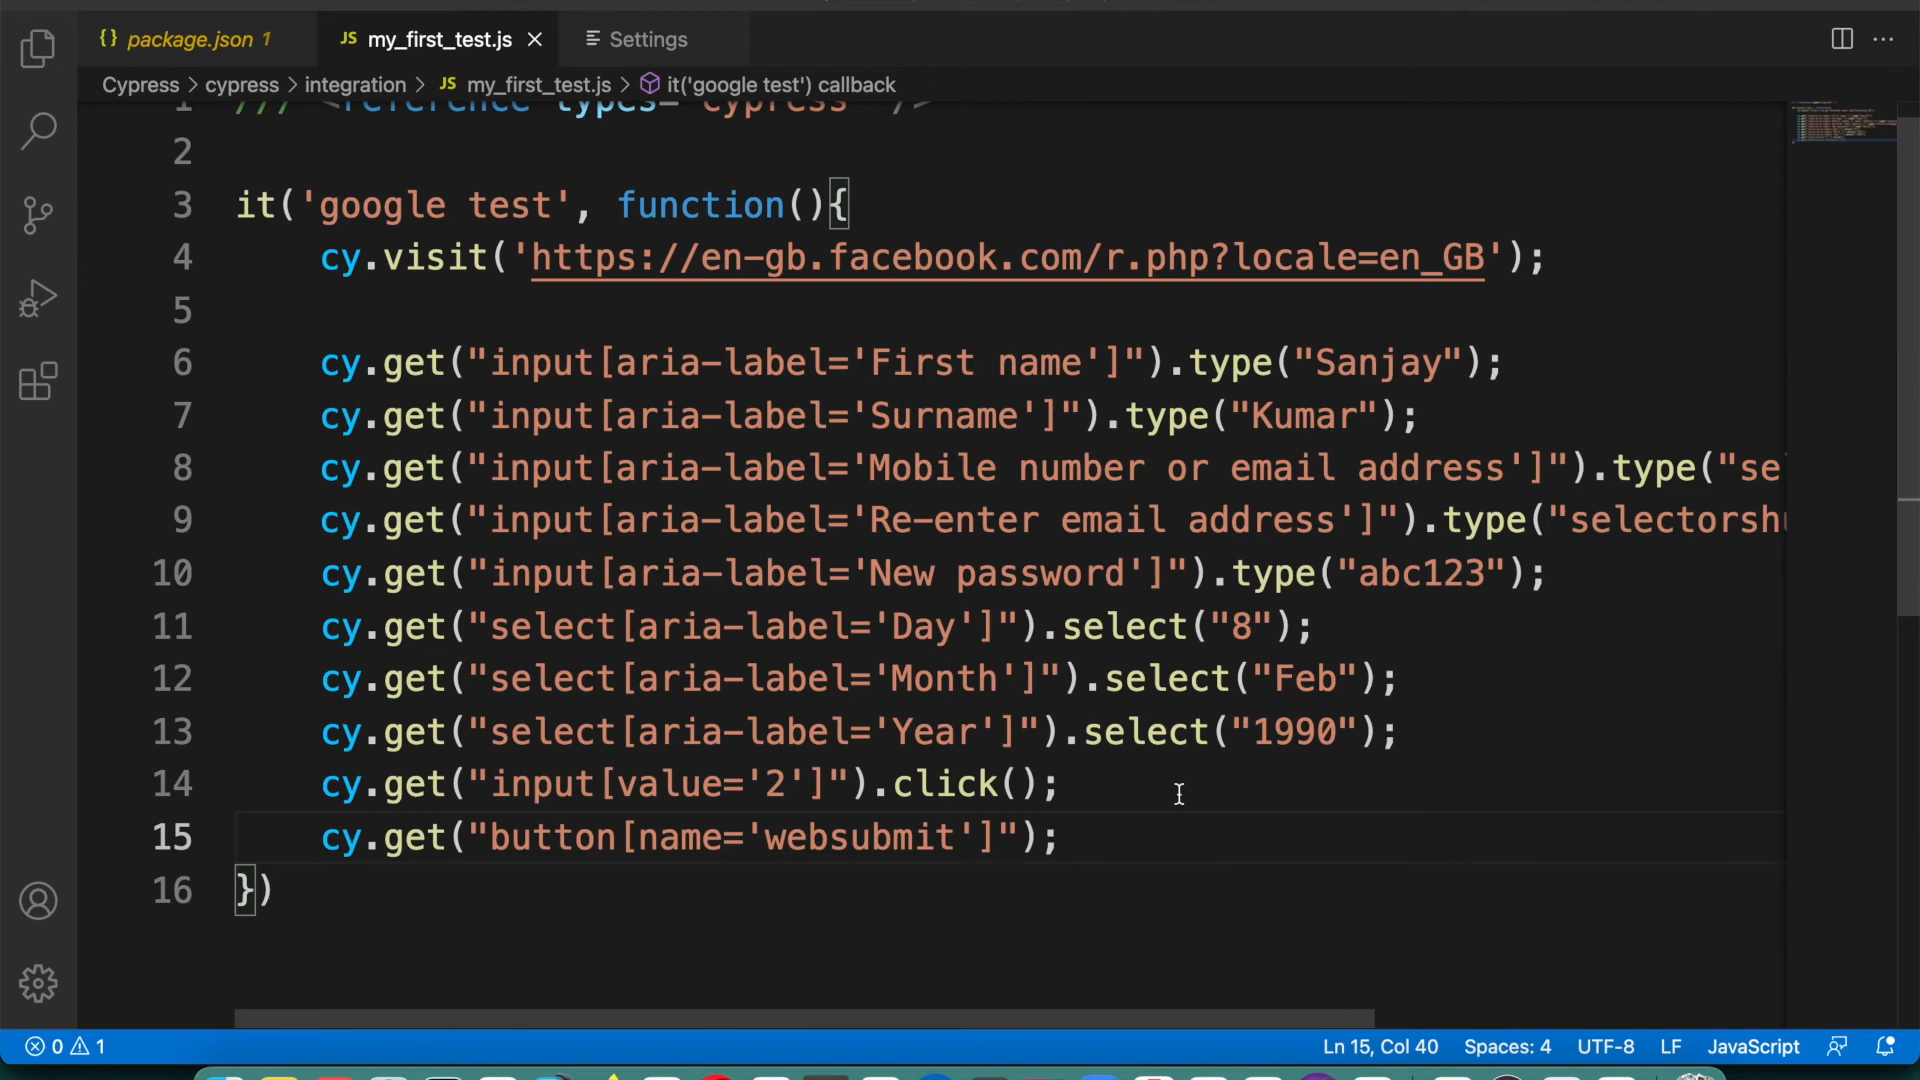 {} package.json 1 JS my_first_test.js × Settings ···
Cypress > cypress > integration > JS my_first_test.js > it('google test') callback
1 /// <reference types="cypress" />
2
3 it('google test', function(){
4 cy.visit('https://en-gb.facebook.com/r.php?locale=en_GB');
5
6 cy.get("input[aria-label='First name']").type("Sanjay");
7 cy.get("input[aria-label='Surname']").type("Kumar");
8 cy.get("input[aria-label='Mobile number or email address']").type("se
9 cy.get("input[aria-label='Re-enter email address']").type("selectorshu
10 cy.get("input[aria-label='New password']").type("abc123");
11 cy.get("select[aria-label='Day']").select("8");
12 cy.get("select[aria-label='Month']").select("Feb");
13 cy.get("select[aria-label='Year']").select("1990");
14 cy.get("input[value='2']").click();
15 cy.get("button[name='websubmit']");
16 })
0 1 Ln 15, Col 40 Spaces: 4 UTF-8 LF JavaScript